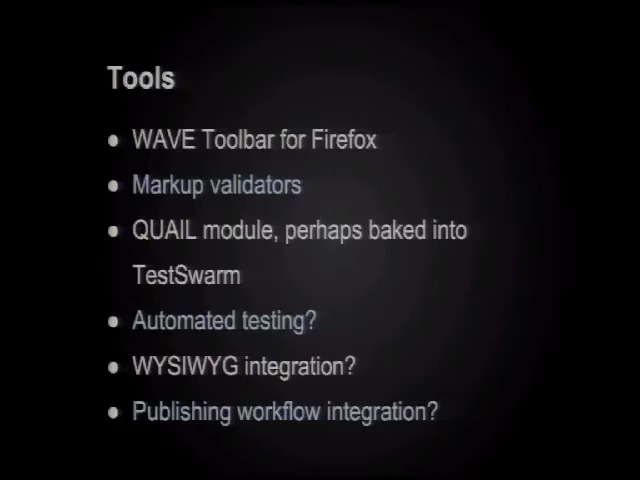 Tools
● WAVE Toolbar for Firefox
● Markup validators
● QUAIL module, perhaps baked into
TestSwarm
● Automated testing?
● WYSIWYG integration?
● Publishing workflow integration?